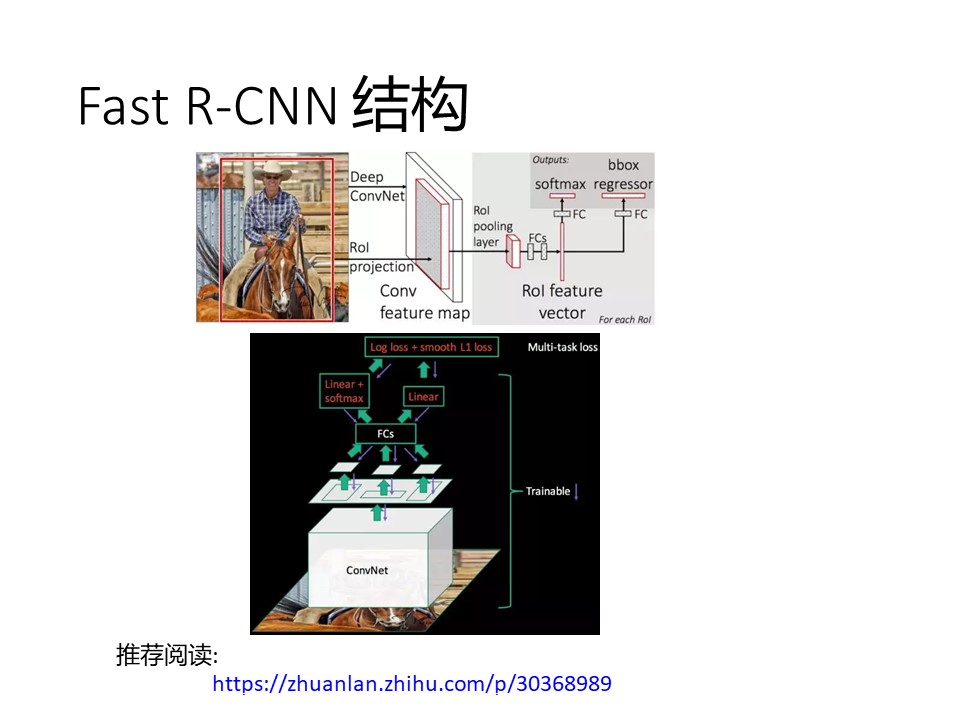 Fast R-CNN 结构
Deep
ConvNet
RoI
projection
Conv
feature map
RoI
pooling
layer
FCs
Outputs:
softmax
bbox
regressor
FC
FC
RoI feature
vector
For each RoI
Log loss + smooth L1 loss
Multi-task loss
Linear +
softmax
Linear
FCs
Trainable
ConvNet
推荐阅读:
https://zhuanlan.zhihu.com/p/30368989